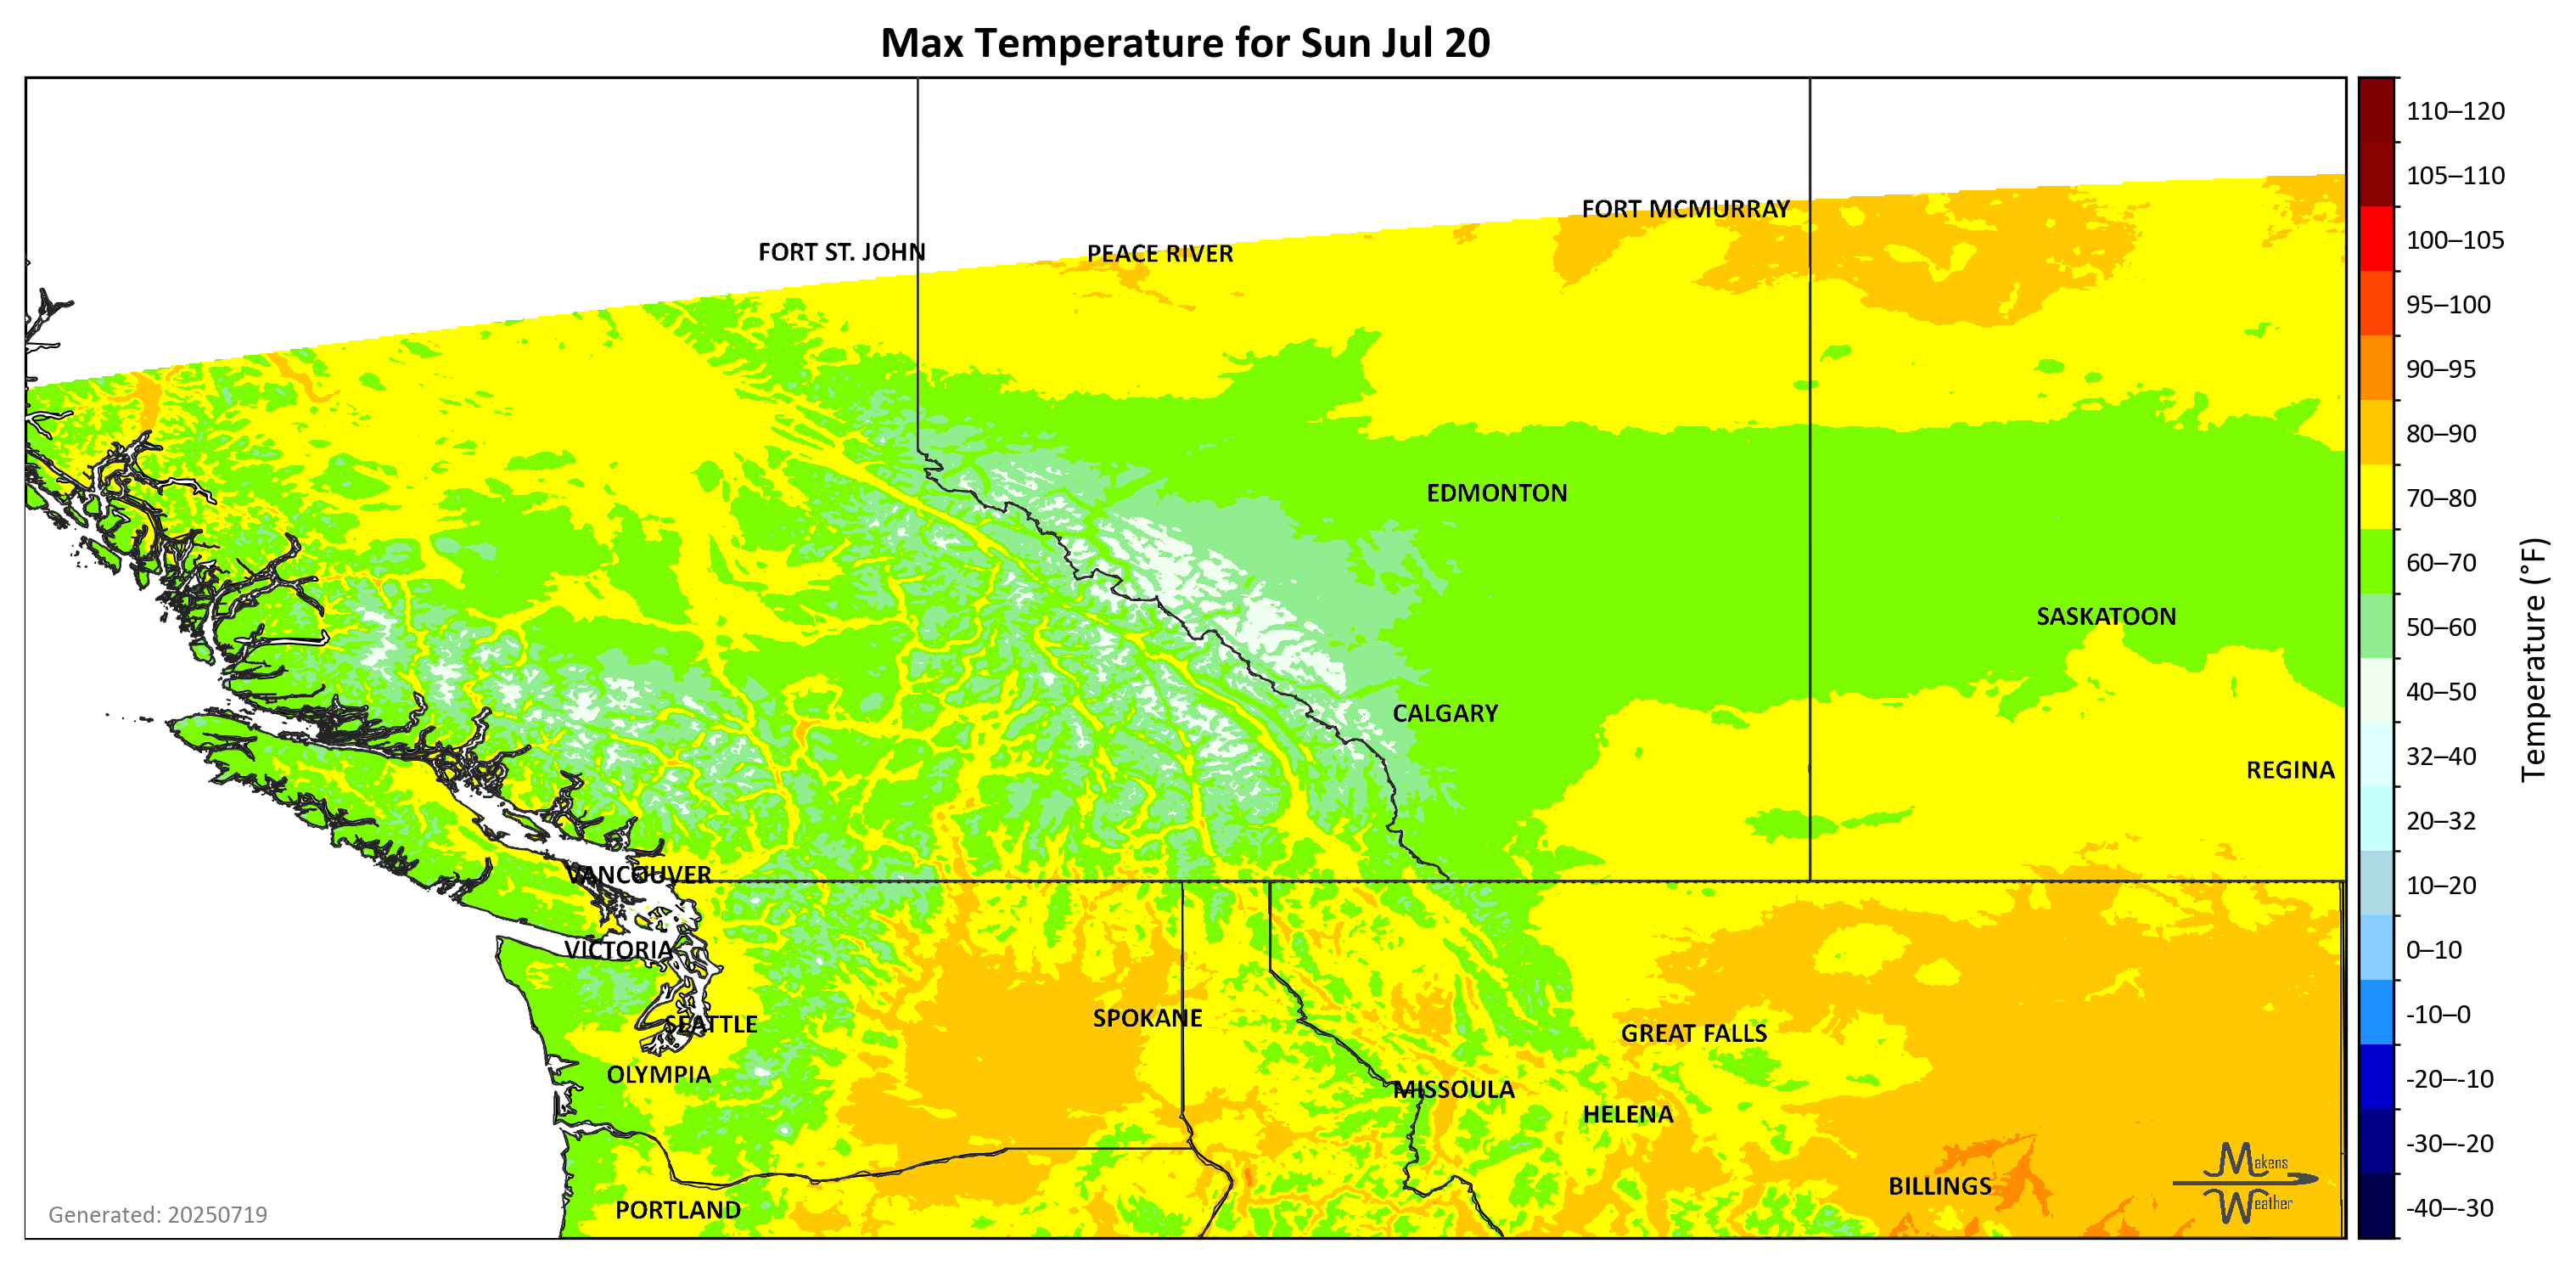 Max Temperature for Sun Jul 20
110–120
105–110
100–105
95–100
90–95
80–90
70–80
60–70
50–60
40–50
32–40
20–32
10–20
0–10
-10–0
-20–-10
-30–-20
-40–-30
Temperature (°F)
FORT MCMURRAY
FORT ST. JOHN
PEACE RIVER
EDMONTON
SASKATOON
CALGARY
REGINA
VANCOUVER
VICTORIA
SEATTLE
SPOKANE
GREAT FALLS
OLYMPIA
MISSOULA
HELENA
BILLINGS
PORTLAND
Makens
Weather
Generated: 20250719